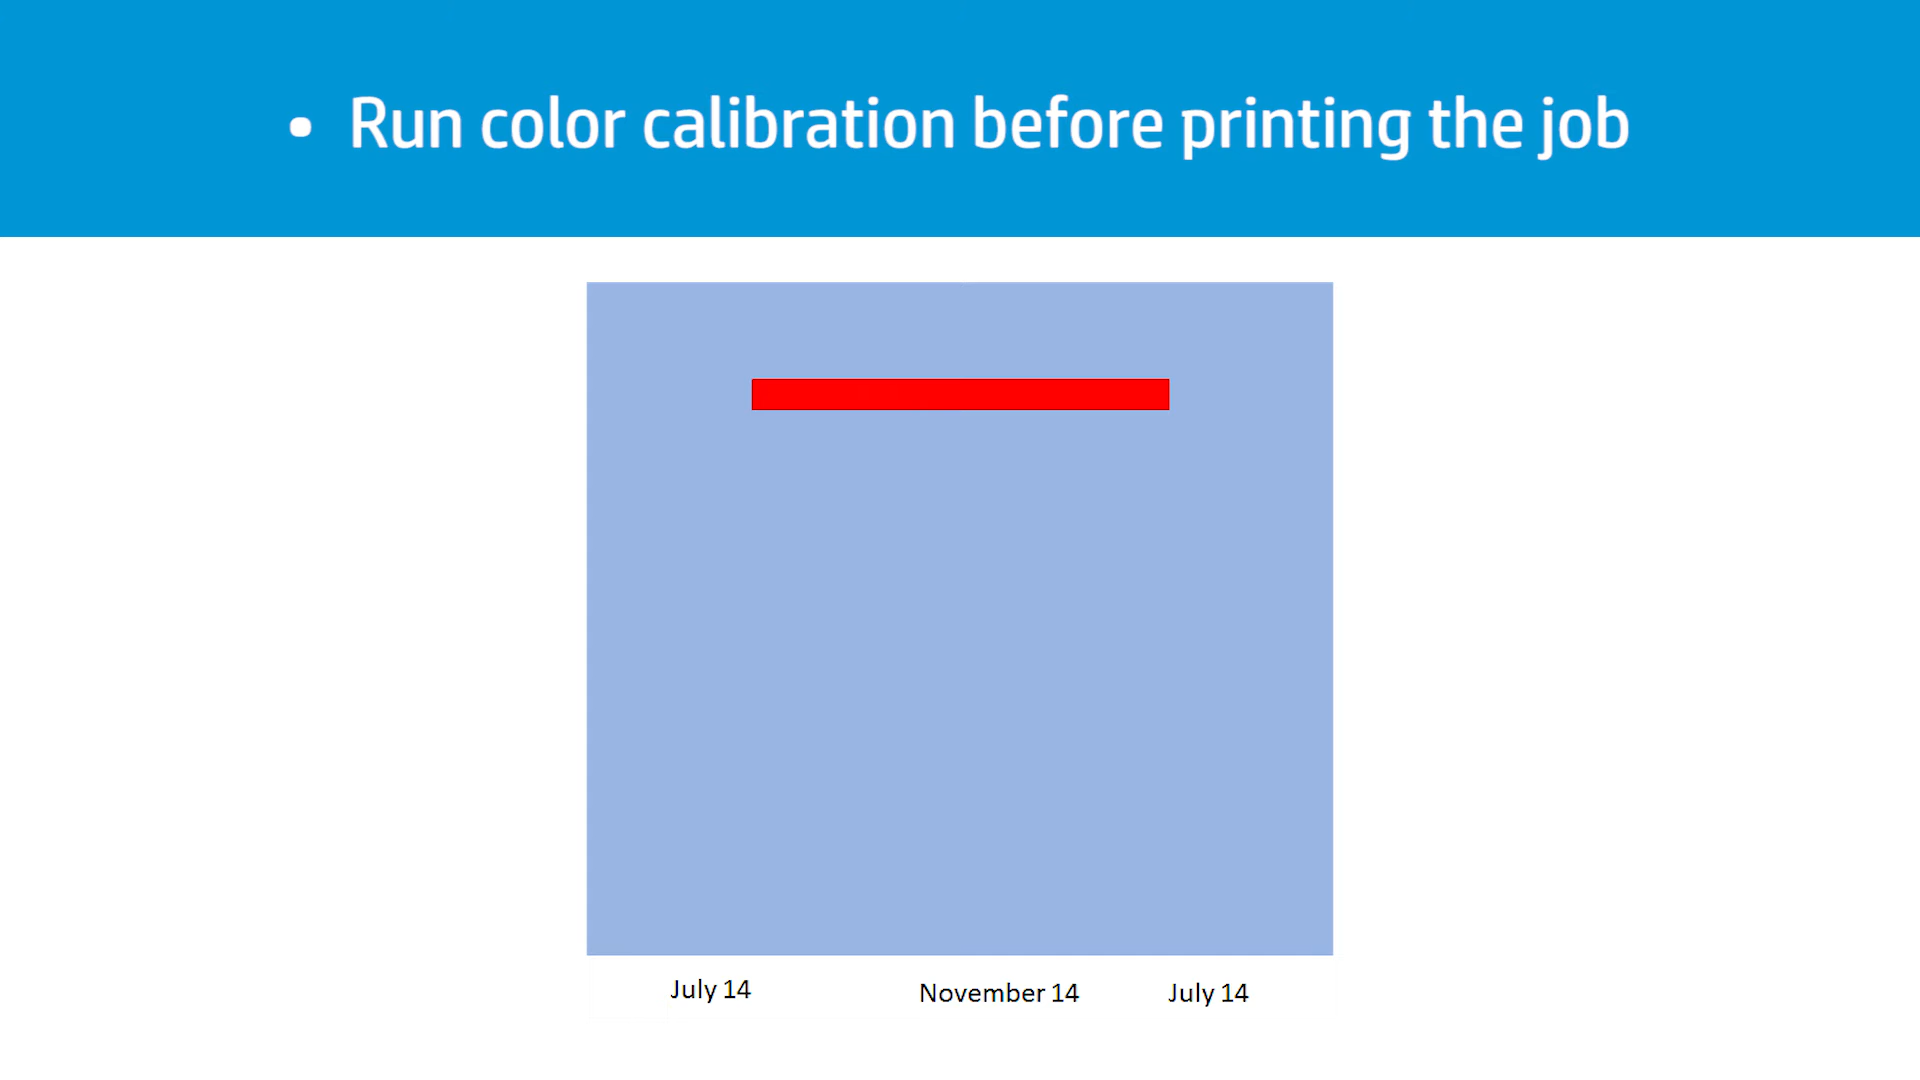 • Run color calibration before printing the job
July 14 November 14 July 14